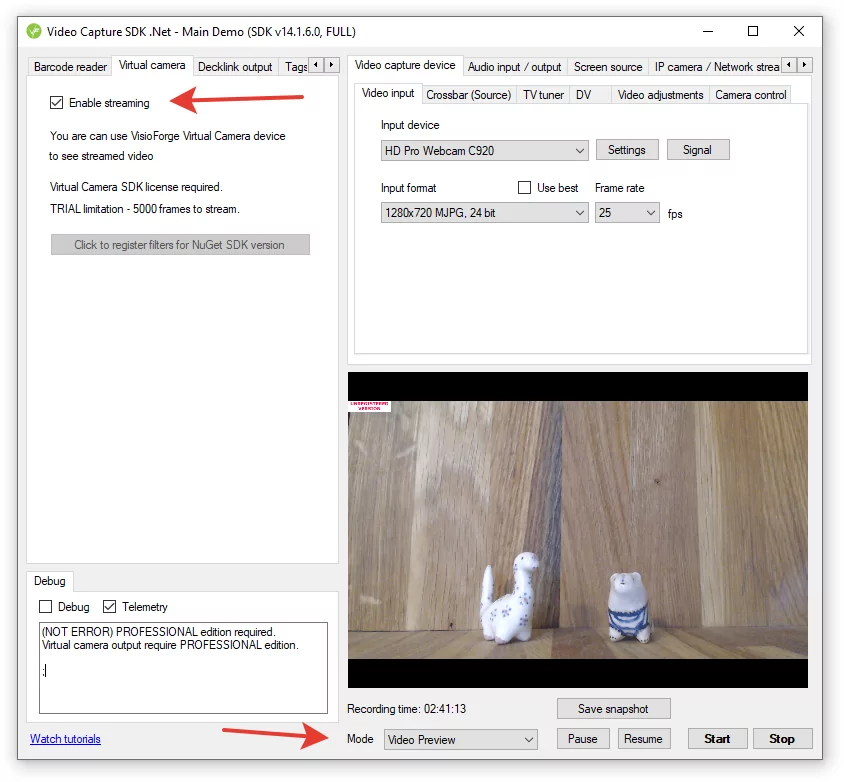 Video Capture SDK .Net - Main Demo (SDK v14.1.6.0, FULL)
Barcode reader
Virtual camera
Decklink output
Tags
Enable streaming
You are can use VisioForge Virtual Camera device
to see streamed video
Virtual Camera SDK license required.
TRIAL limitation - 5000 frames to stream.
Click to register filters for NuGet SDK version
Video capture device
Audio input / output
Screen source
IP camera / Network strea
Video input
Crossbar (Source)
TV tuner
DV
Video adjustments
Camera control
Input device
HD Pro Webcam C920
Settings
Signal
Input format
Use best
Frame rate
1280x720 MJPG, 24 bit
25
fps
UNREGISTERED
VERSION
Debug
Debug
Telemetry
(NOT ERROR) PROFESSIONAL edition required.
Virtual camera output require PROFESSIONAL edition.
;
Watch tutorials
Recording time: 02:41:13
Save snapshot
Mode
Video Preview
Pause
Resume
Start
Stop